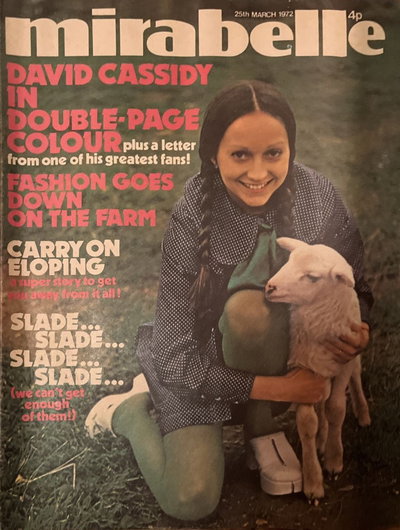 25th MARCH 1972 4p
mirabelle
DAVID CASSIDY
IN
DOUBLE-PAGE
COLOUR plus a letter
from one of his greatest fans!
FASHION GOES
DOWN
ON THE FARM
CARRY ON
ELOPING
a super story to get
you away from it all!
SLADE...
SLADE...
SLADE...
SLADE...
(we can't get
enough
of them!!)